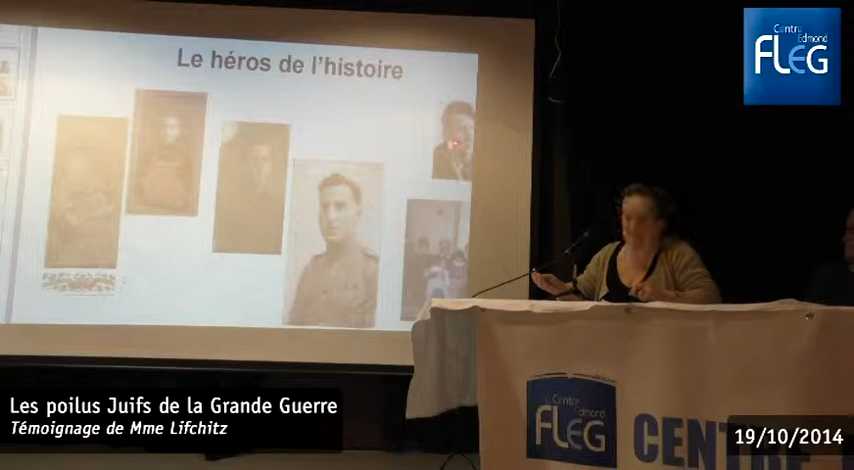 Le héros de l'histoire
Centre
Edmond
FLEG
Centre
Edmond
FLEG
CENTRE
Les poilus Juifs de la Grande Guerre
Témoignage de Mme Lifchitz
19/10/2014